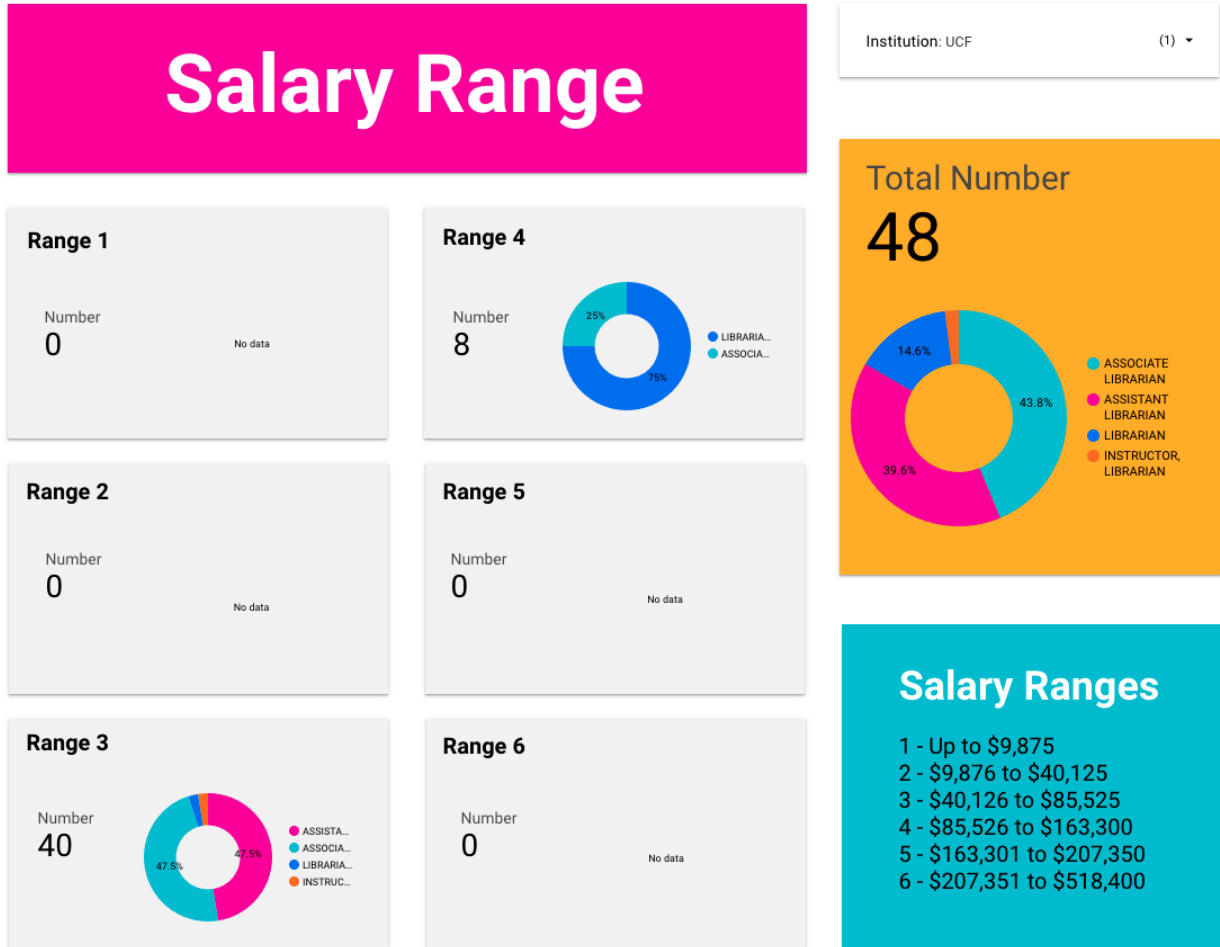 Salary Range
Institution: UCF (1)
Range 1
Number
0
No data
Range 4
Number
8
25%
75%
LIBRARIA...
ASSOCIA...
Total Number
48
14.6%
43.8%
39.6%
ASSOCIATE
LIBRARIAN
ASSISTANT
LIBRARIAN
LIBRARIAN
INSTRUCTOR,
LIBRARIAN
Range 2
Number
0
No data
Range 5
Number
0
No data
Range 3
Number
40
47.5%
47.5%
ASSISTA...
ASSOCIA...
LIBRARIA...
INSTRUC...
Range 6
Number
0
No data
Salary Ranges
1 - Up to $9,875
2 - $9,876 to $40,125
3 - $40,126 to $85,525
4 - $85,526 to $163,300
5 - $163,301 to $207,350
6 - $207,351 to $518,400